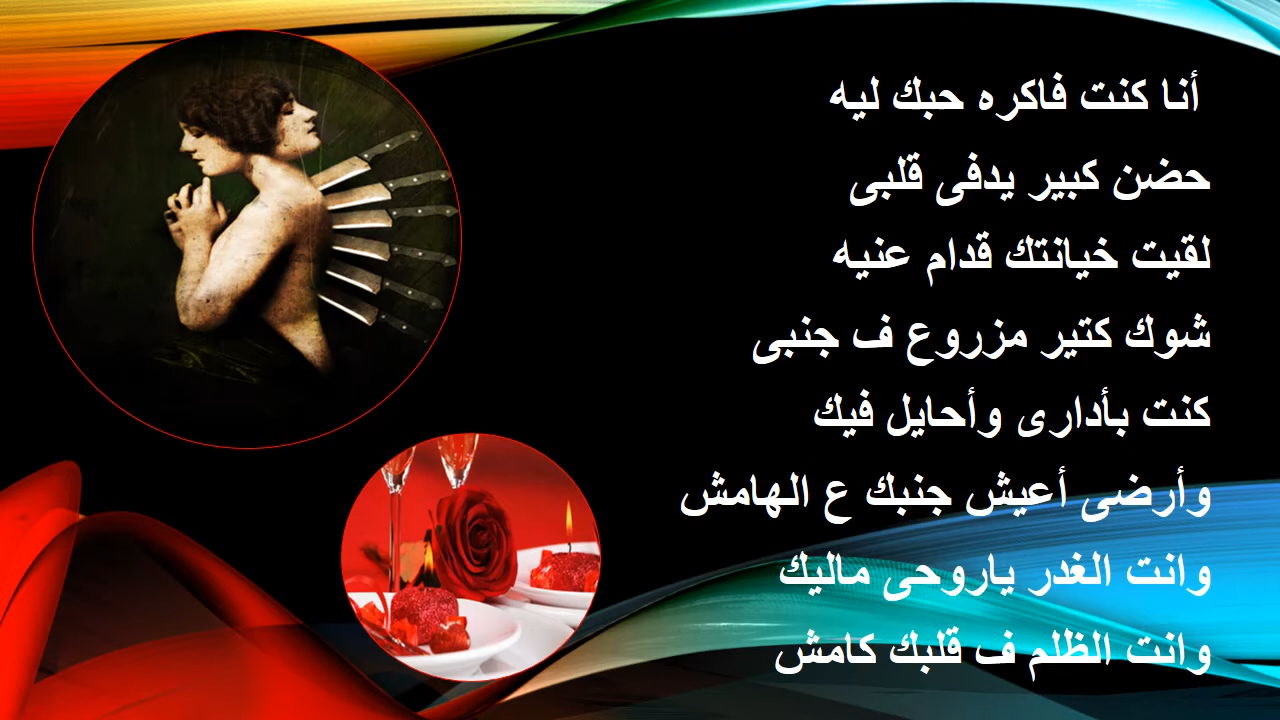 أنا كنت فاكره حبك ليه
حضن كبير يدفى قلبى
لقيت خيانتك قدام عنيه
شوك كتير مزروع ف جنبى
كنت بأدارى وأحايل فيك
وأرضى أعيش جنبك ع الهامش
وانت الغدر ياروحى ماليك
وانت الظلم ف قلبك كامش